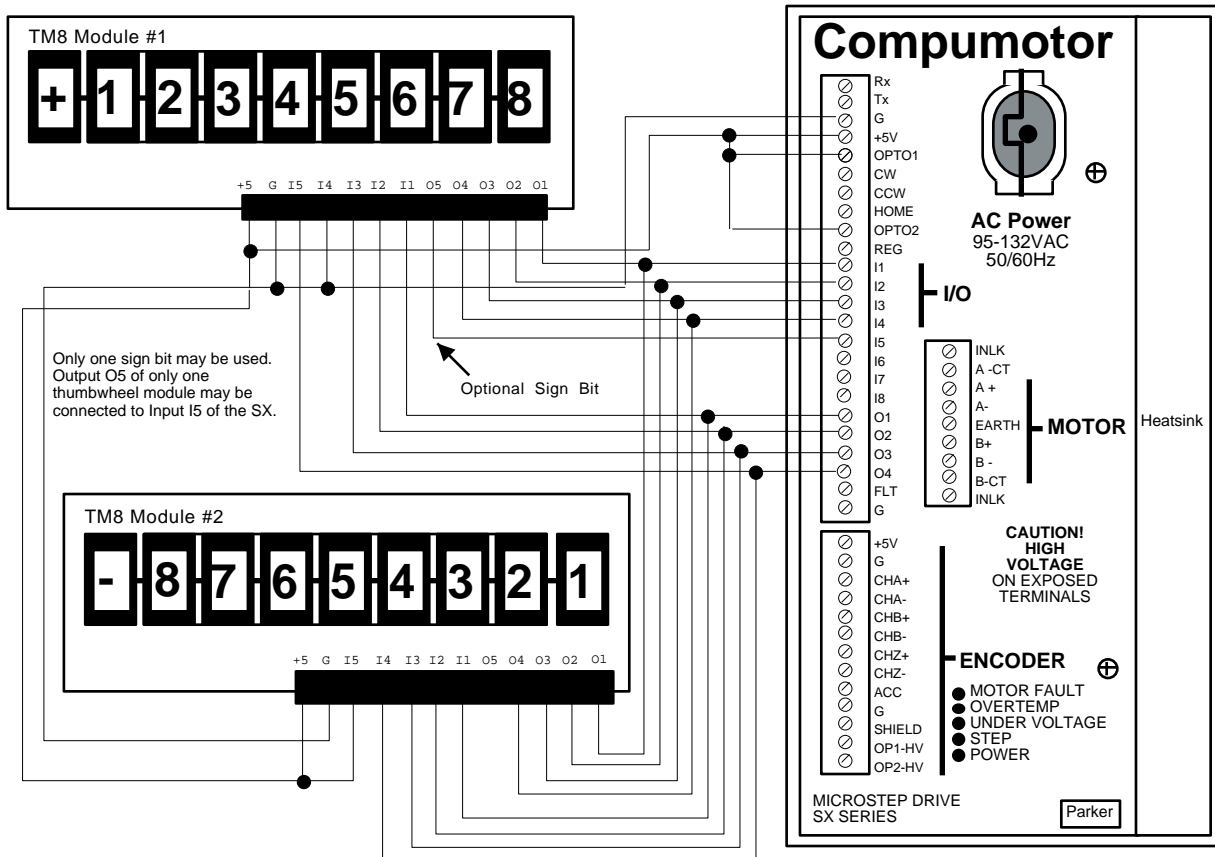 TM8 Module #1
+ 1 2 3 4 5 6 7 8
+5 G I5 I4 I3 I2 I1 O5 O4 O3 O2 O1
Only one sign bit may be used.
Output O5 of only one
thumbwheel module may be
connected to Input I5 of the SX.
Optional Sign Bit
TM8 Module #2
- 8 7 6 5 4 3 2 1
+5 G I5 I4 I3 I2 I1 O5 O4 O3 O2 O1
Compumotor
Rx
Tx
G
+5V
OPTO1
CW
CCW
HOME
OPTO2
REG
I1
I2
I3
I4
I5
I6
I7
I8
O1
O2
O3
O4
FLT
G
I/O
AC Power
95-132VAC
50/60Hz
INLK
A -CT
A +
A-
EARTH
B+
B -
B-CT
INLK
MOTOR
Heatsink
CAUTION!
HIGH
VOLTAGE
ON EXPOSED
TERMINALS
+5V
G
CHA+
CHA-
CHB+
CHB-
CHZ+
CHZ-
ACC
G
SHIELD
OP1-HV
OP2-HV
ENCODER
MOTOR FAULT
OVERTEMP
UNDER VOLTAGE
STEP
POWER
MICROSTEP DRIVE
SX SERIES
Parker